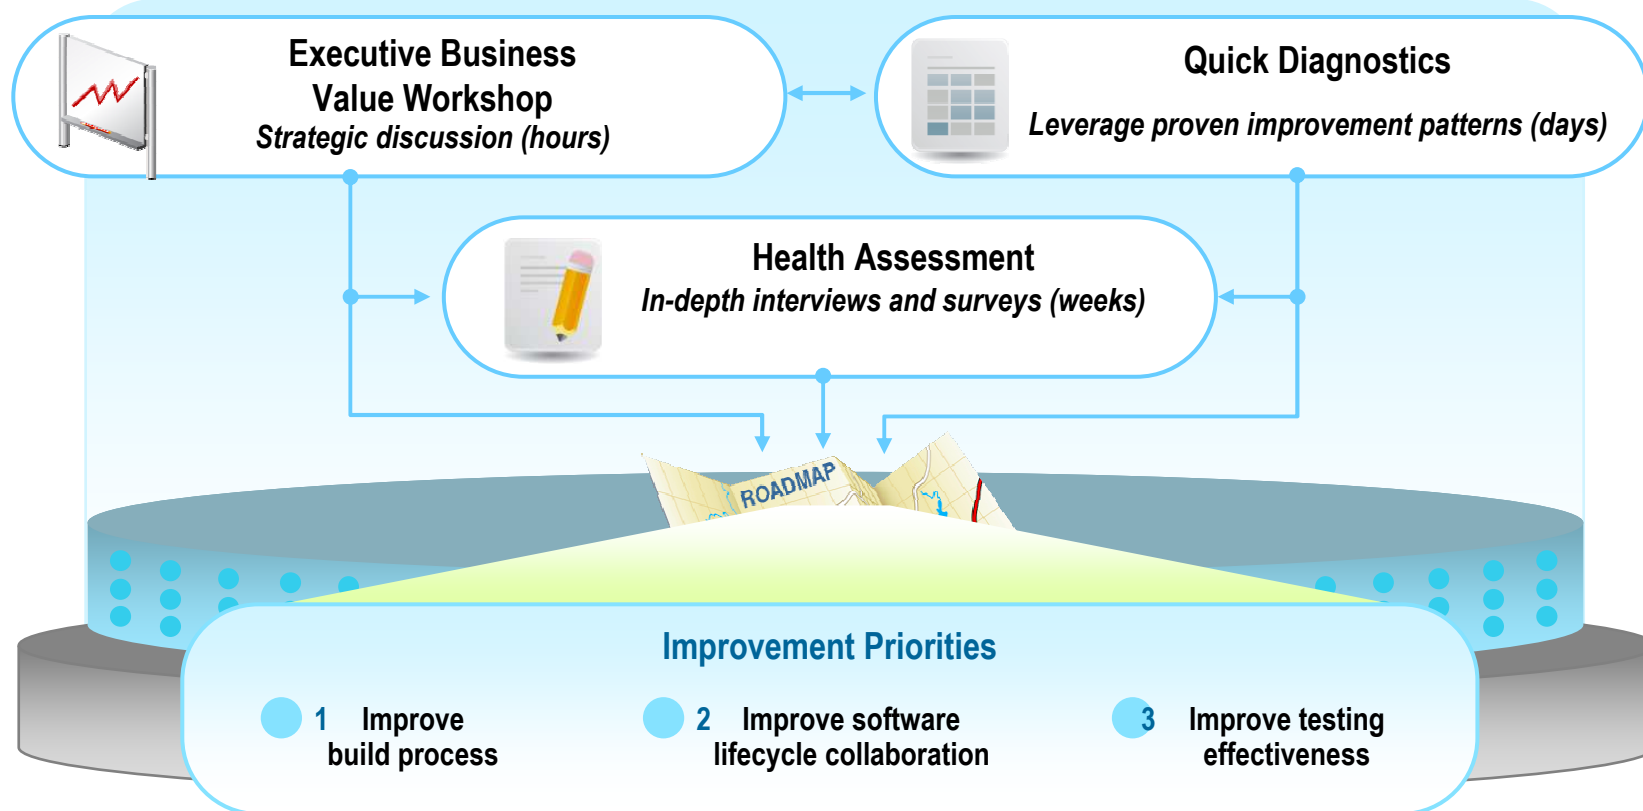 Executive Business
Value Workshop
Strategic discussion (hours)
Quick Diagnostics
Leverage proven improvement patterns (days)
Health Assessment
In-depth interviews and surveys (weeks)
ROADMAP
Improvement Priorities
1 Improve
build process
2 Improve software
lifecycle collaboration
3 Improve testing
effectiveness